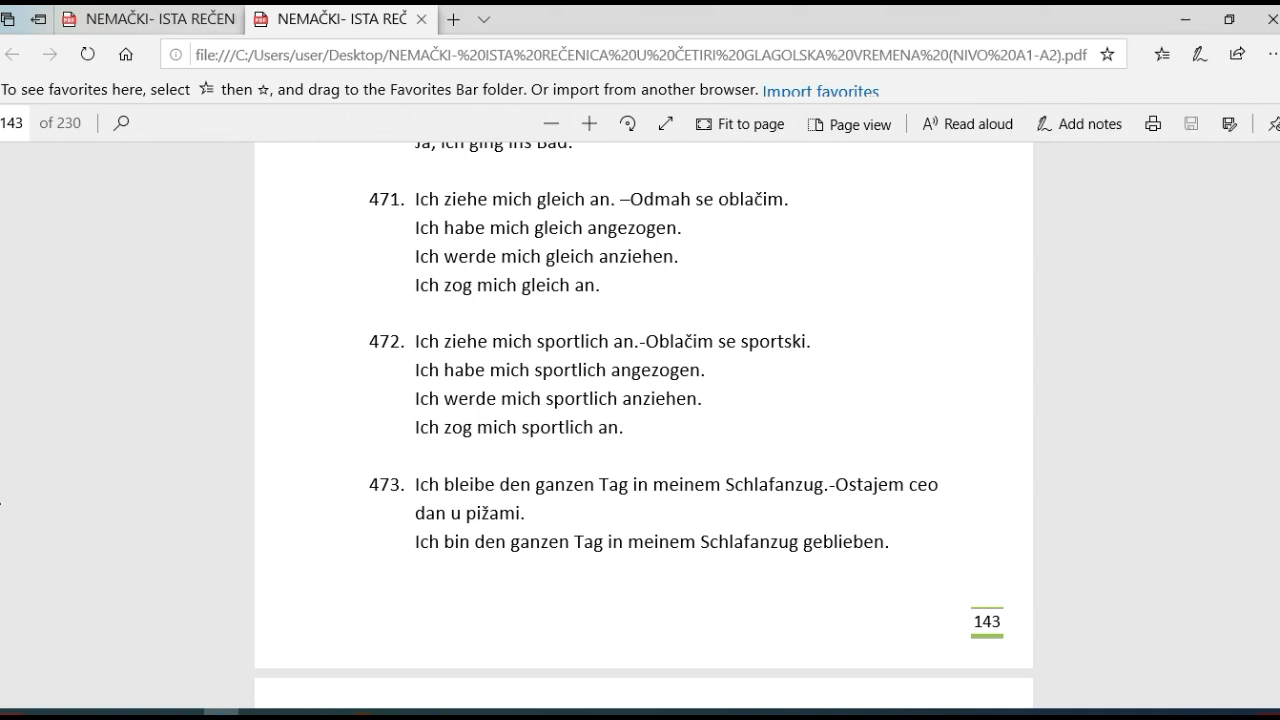 NEMAČKI- ISTA REČEN
NEMAČKI- ISTA REČ
file:///C:/Users/user/Desktop/NEMAČKI-%20ISTA%20REČENICA%20U%20ČETIRI%20GLAGOLSKA%20VREMENA%20(NIVO%20A1-A2).pdf
To see favorites here, select then ☆, and drag to the Favorites Bar folder. Or import from another browser. Import favorites
143 of 230 Fit to page Page view Read aloud Add notes
Ja, ich ging ins Bad.
471. Ich ziehe mich gleich an. –Odmah se oblačim.
Ich habe mich gleich angezogen.
Ich werde mich gleich anziehen.
Ich zog mich gleich an.
472. Ich ziehe mich sportlich an.-Oblačim se sportski.
Ich habe mich sportlich angezogen.
Ich werde mich sportlich anziehen.
Ich zog mich sportlich an.
473. Ich bleibe den ganzen Tag in meinem Schlafanzug.-Ostajem ceo
dan u pižami.
Ich bin den ganzen Tag in meinem Schlafanzug geblieben.
143